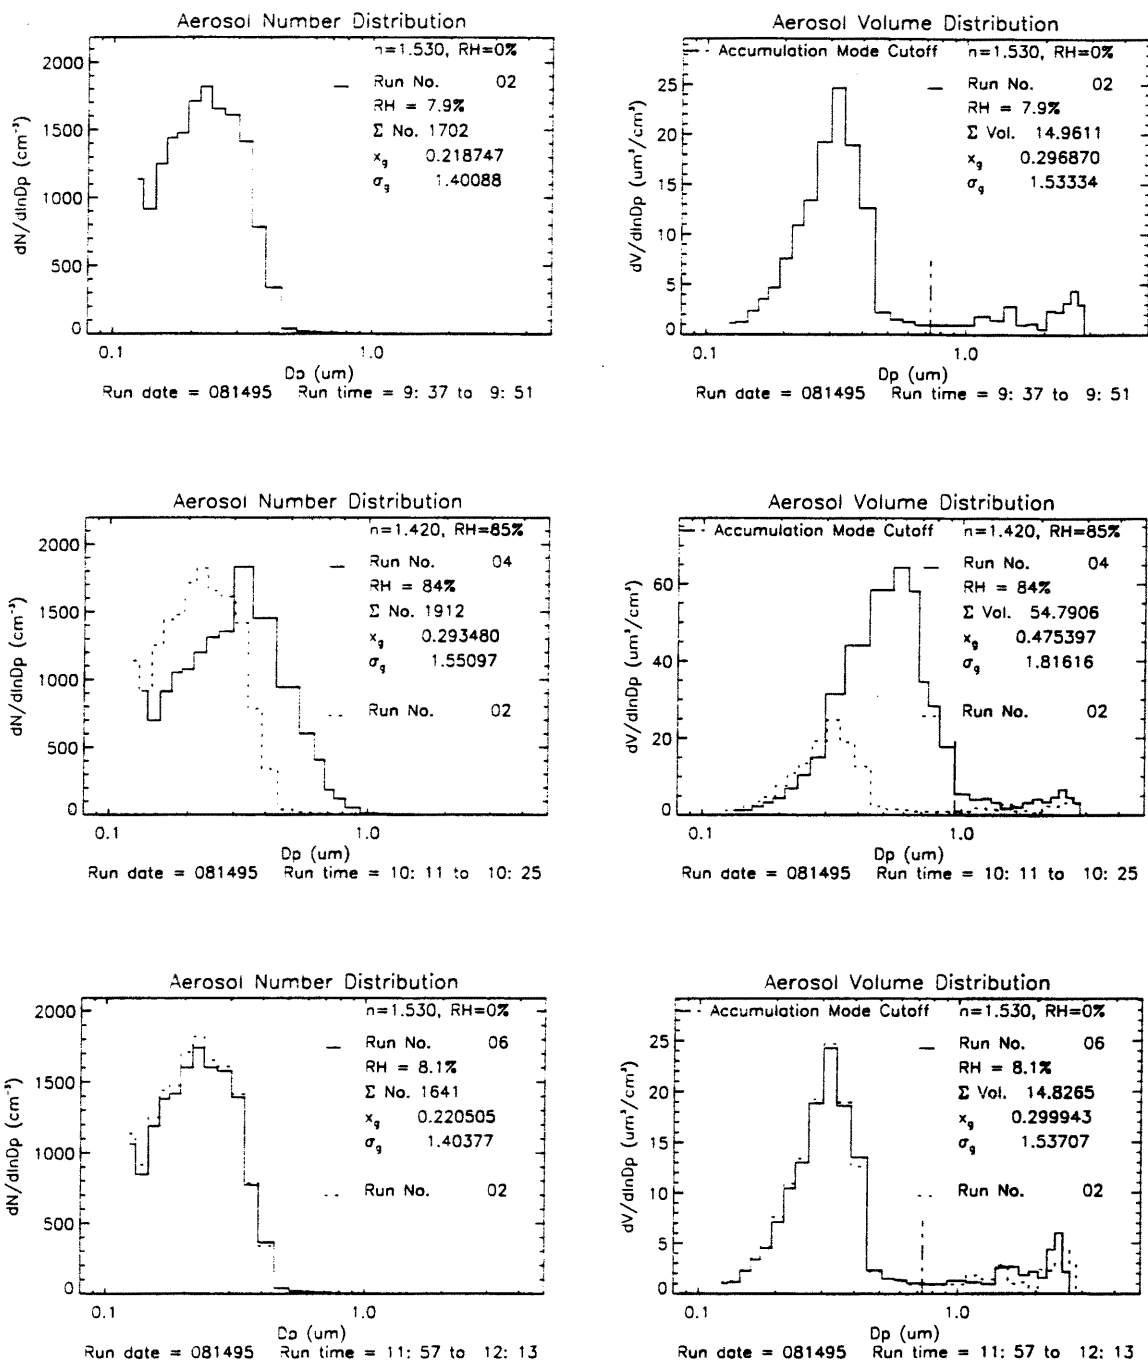 Aerosol Number Distribution
n=1.530, RH=0%
Run No. 02
RH = 7.9%
Σ No. 1702
x_g 0.218747
σ_g 1.40088
dN/dlnDp (cm⁻³)
2000
1500
1000
500
0
0.1 1.0
Dp (um)
Run date = 081495 Run time = 9: 37 to 9: 51
Aerosol Volume Distribution
Accumulation Mode Cutoff n=1.530, RH=0%
Run No. 02
RH = 7.9%
Σ Vol. 14.9611
x_g 0.296870
σ_g 1.53334
dV/dlnDp (um³/cm³)
25
20
15
10
5
0
0.1 1.0
Dp (um)
Run date = 081495 Run time = 9: 37 to 9: 51
Aerosol Number Distribution
n=1.420, RH=85%
Run No. 04
RH = 84%
Σ No. 1912
x_g 0.293480
σ_g 1.55097
Run No. 02
dN/dlnDp (cm⁻³)
2000
1500
1000
500
0
0.1 1.0
Dp (um)
Run date = 081495 Run time = 10: 11 to 10: 25
Aerosol Volume Distribution
Accumulation Mode Cutoff n=1.420, RH=85%
Run No. 04
RH = 84%
Σ Vol. 54.7906
x_g 0.475397
σ_g 1.81616
Run No. 02
dV/dlnDp (um³/cm³)
60
40
20
0
0.1 1.0
Dp (um)
Run date = 081495 Run time = 10: 11 to 10: 25
Aerosol Number Distribution
n=1.530, RH=0%
Run No. 06
RH = 8.1%
Σ No. 1641
x_g 0.220505
σ_g 1.40377
Run No. 02
dN/dlnDp (cm⁻³)
2000
1500
1000
500
0
0.1 1.0
Dp (um)
Run date = 081495 Run time = 11: 57 to 12: 13
Aerosol Volume Distribution
Accumulation Mode Cutoff n=1.530, RH=0%
Run No. 06
RH = 8.1%
Σ Vol. 14.8265
x_g 0.299943
σ_g 1.53707
Run No. 02
dV/dlnDp (um³/cm³)
25
20
15
10
5
0
0.1 1.0
Dp (um)
Run date = 081495 Run time = 11: 57 to 12: 13